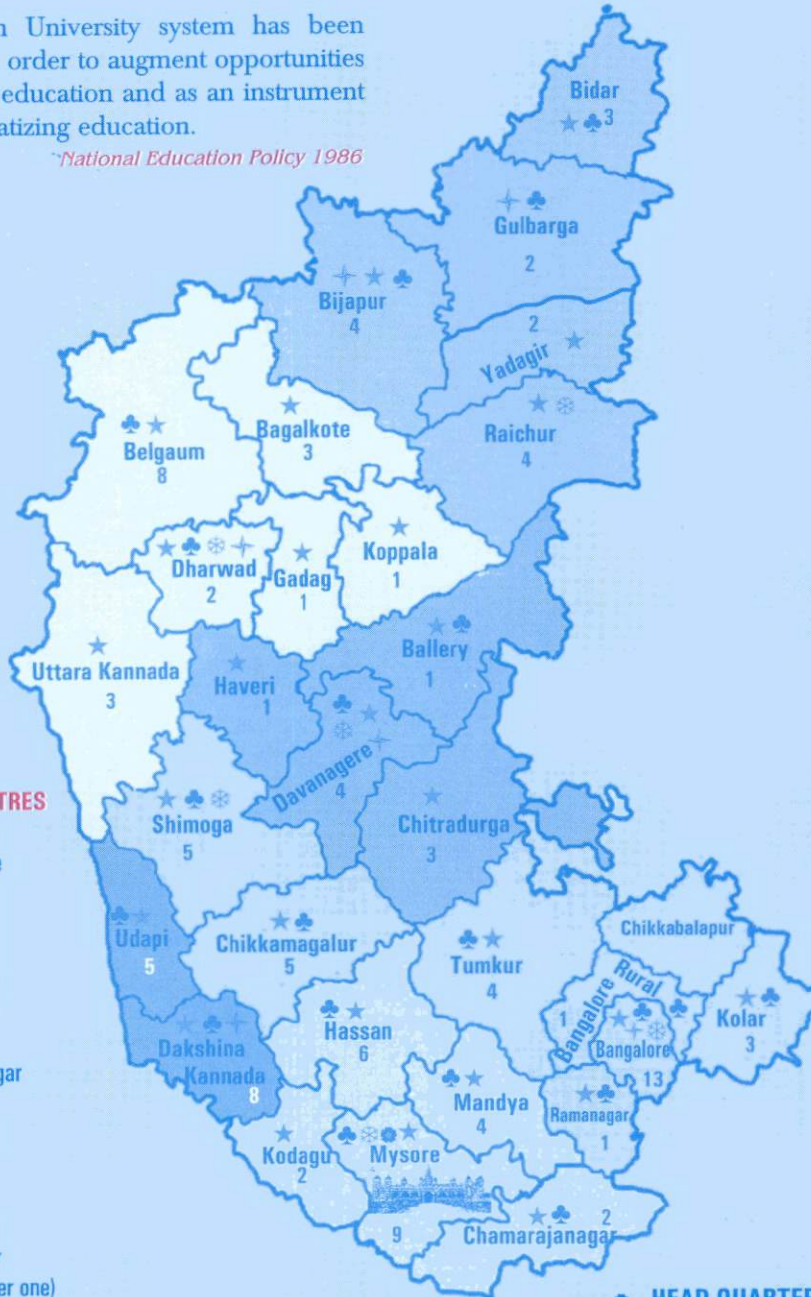 University system has been
order to augment opportunities
education and as an instrument
education.
National Education Policy 1986
Bidar
3
Gulbarga
2
Bijapur
4
2
Yadagir
Raichur
4
Belgaum
8
Bagalkote
3
Dharwad
2
Gadag
1
Koppala
1
Ballery
1
Uttara Kannada
3
Haveri
1
Davanagere
4
Chitradurga
3
Shimoga
5
TRES
Udapi
5
Chikkamagalur
5
Tumkur
4
Chikkabalapur
Bangalore Rural
1
Bangalore
13
Kolar
3
Hassan
6
Dakshina
Kannada
8
gar
Mandya
4
Ramanagar
1
Kodagu
2
Mysore
9
Chamarajanagar
2
er one)
HEAD QUARTER